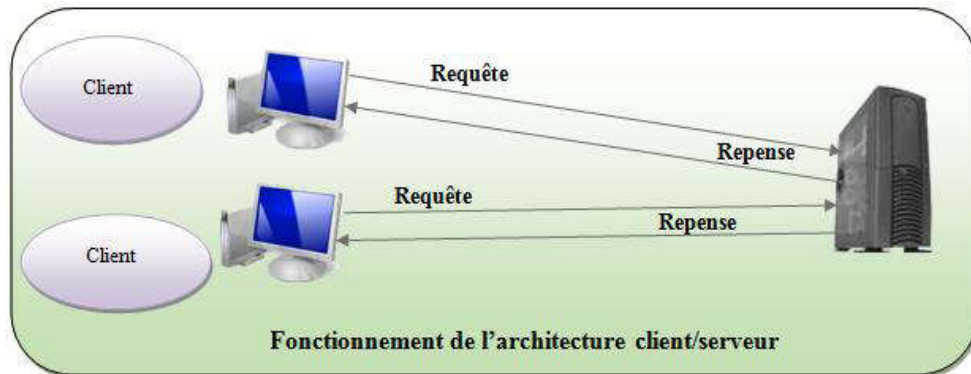 Client
Requête
Repense
Requête
Client
Repense
Fonctionnement de l’architecture client/serveur